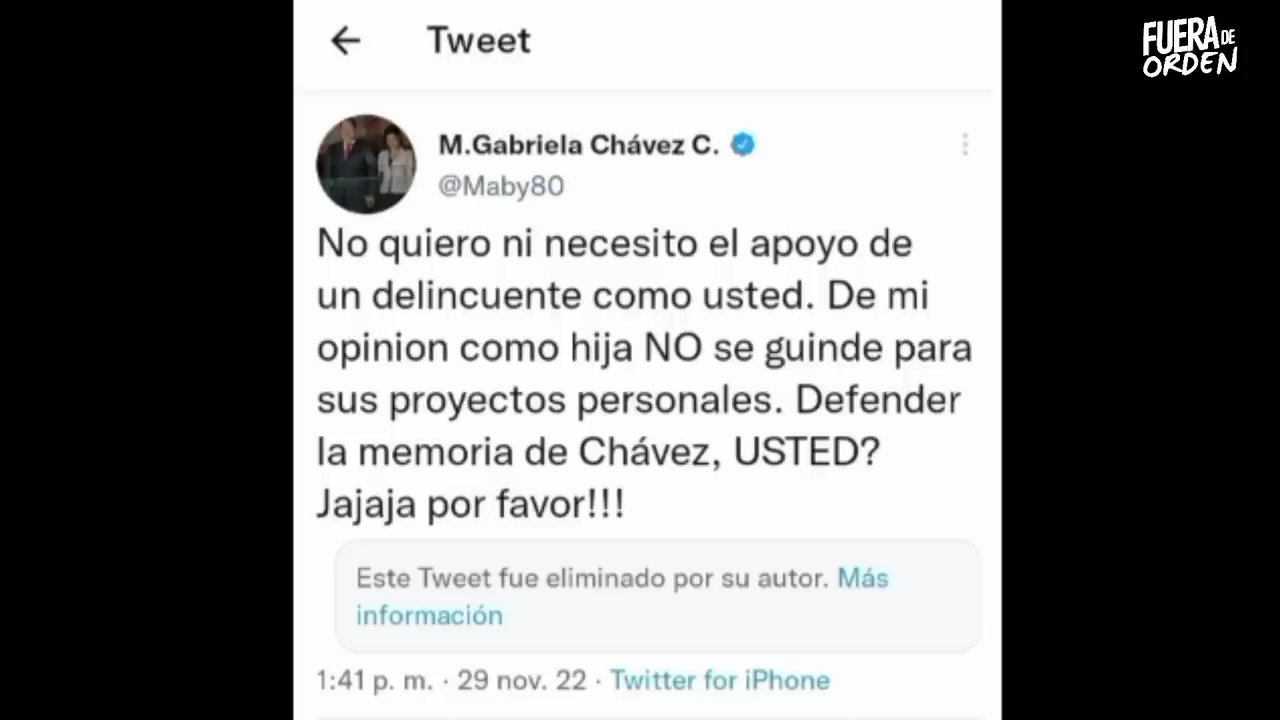 FUERA DE
ORDEN
Tweet
M.Gabriela Chávez C.
@Maby80
No quiero ni necesito el apoyo de
un delincuente como usted. De mi
opinion como hija NO se guinde para
sus proyectos personales. Defender
la memoria de Chávez, USTED?
Jajaja por favor!!!
Este Tweet fue eliminado por su autor. Más
información
1:41 p. m. · 29 nov. 22 · Twitter for iPhone